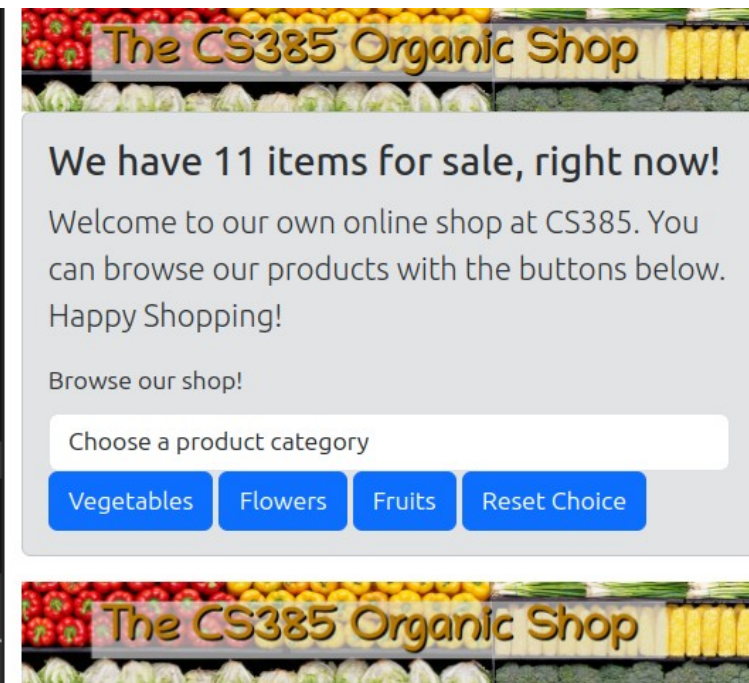 The CS385 Organic Shop
We have 11 items for sale, right now!
Welcome to our own online shop at CS385. You
can browse our products with the buttons below.
Happy Shopping!
Browse our shop!
Choose a product category
Vegetables Flowers Fruits Reset Choice
The CS385 Organic Shop